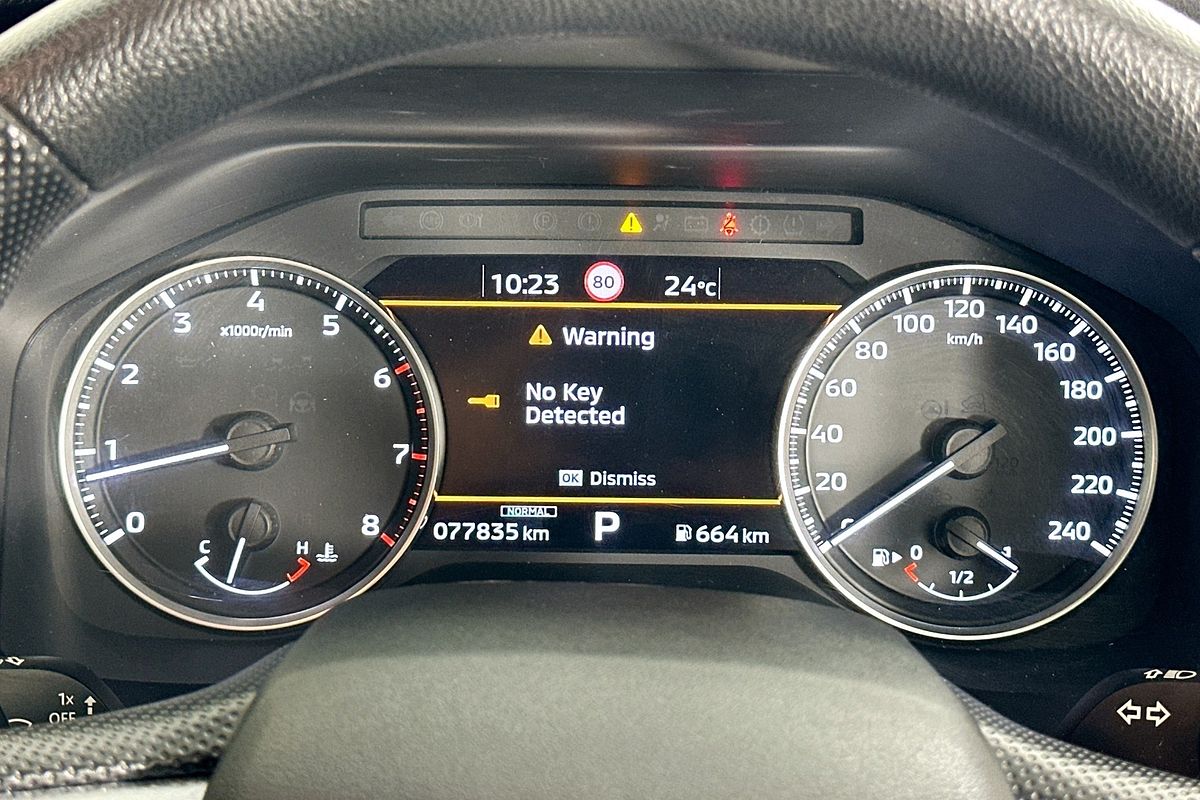 10:23 80 24°C
Warning
No Key
Detected
OK Dismiss
NORMAL
077835 km P 664 km
0 1 2 3 4 5 6 7 8
x1000r/min
C H
0 20 40 60 80 100 120 140 160 180 200 220 240
km/h
0 1/2 1
1x
OFF